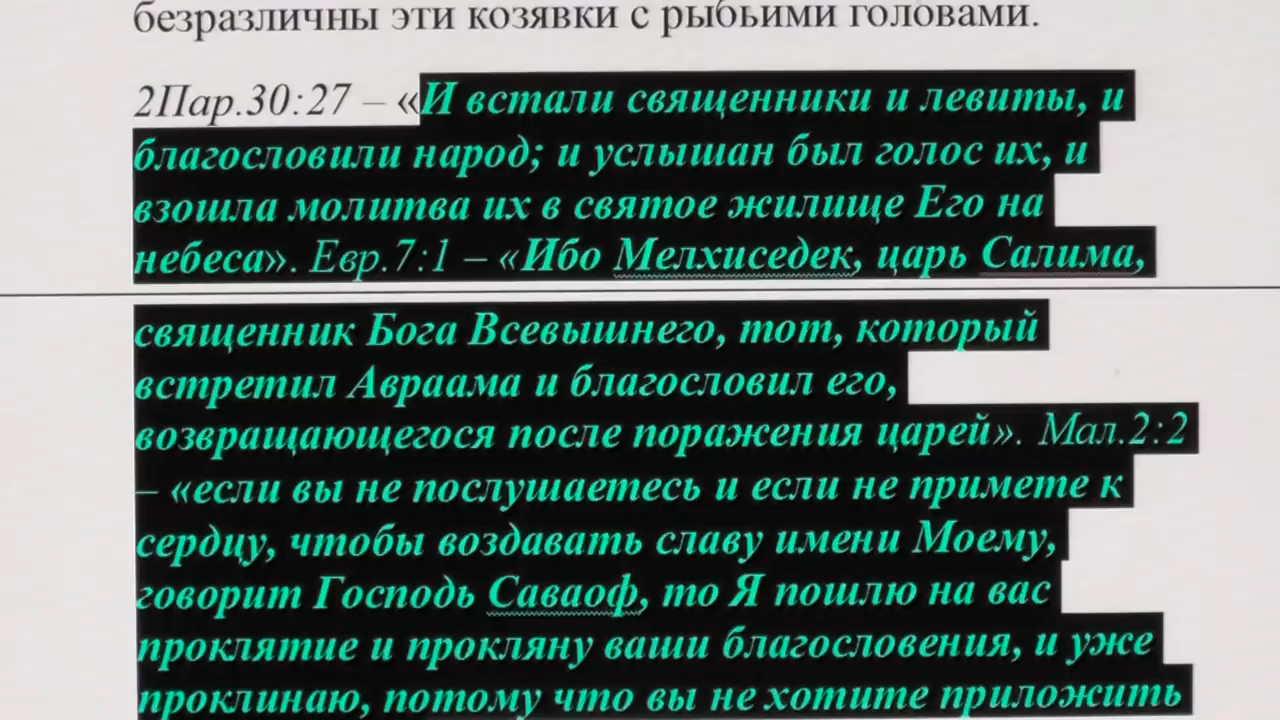 безразличны эти козявки с рыбьими головами.
2Пар.30:27 – «И встали священники и левиты, и
благословили народ; и услышан был голос их, и
взошла молитва их в святое жилище Его на
небеса». Евр.7:1 – «Ибо Мелхиседек, царь Салима,
священник Бога Всевышнего, тот, который
встретил Авраама и благословил его,
возвращающегося после поражения царей». Мал.2:2
– «если вы не послушаетесь и если не примете к
сердцу, чтобы воздавать славу имени Моему,
говорит Господь Саваоф, то Я пошлю на вас
проклятие и прокляну ваши благословения, и уже
проклинаю, потому что вы не хотите приложить